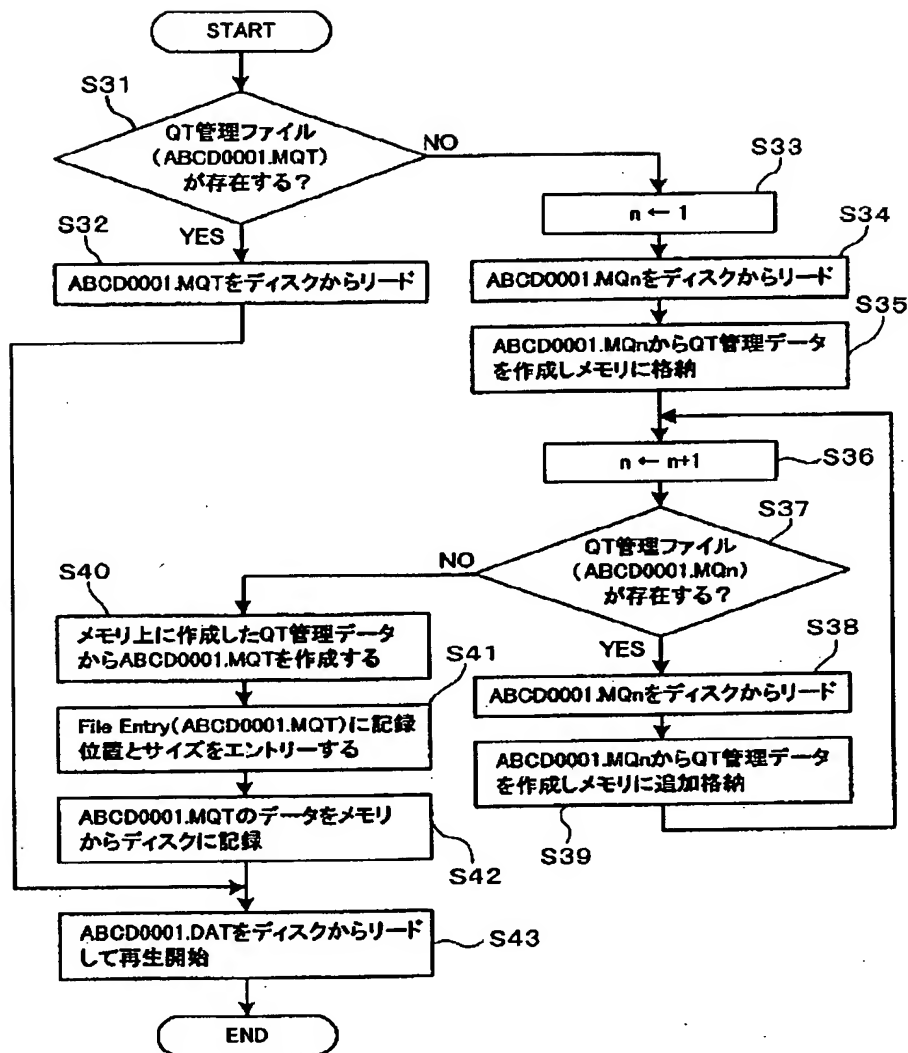 START
S31
QT管理ファイル
(ABCD0001.MQT)
が存在する?
NO
YES
S32
ABCD0001.MQTをディスクからリード
S33
n ← 1
S34
ABCD0001.MQnをディスクからリード
S35
ABCD0001.MQnからQT管理データ
を作成しメモリに格納
n ← n+1
S36
S37
QT管理ファイル
(ABCD0001.MQn)
が存在する?
NO
YES
S38
ABCD0001.MQnをディスクからリード
ABCD0001.MQnからQT管理データ
を作成しメモリに追加格納
S39
S40
メモリ上に作成したQT管理データ
からABCD0001.MQTを作成する
S41
File Entry(ABCD0001.MQT)に記録
位置とサイズをエントリーする
ABCD0001.MQTのデータをメモリ
からディスクに記録
S42
ABCD0001.DATをディスクからリード
して再生開始
S43
END